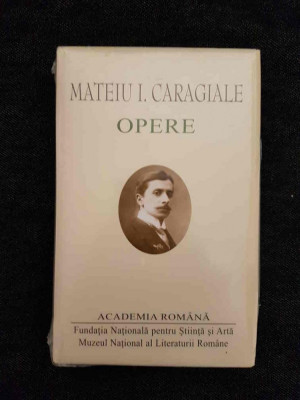 MATEIU I. CARAGIALE
OPERE
ACADEMIA ROMÂNĂ
Fundația Națională pentru Știință și Artă
Muzeul Național al Literaturii Române